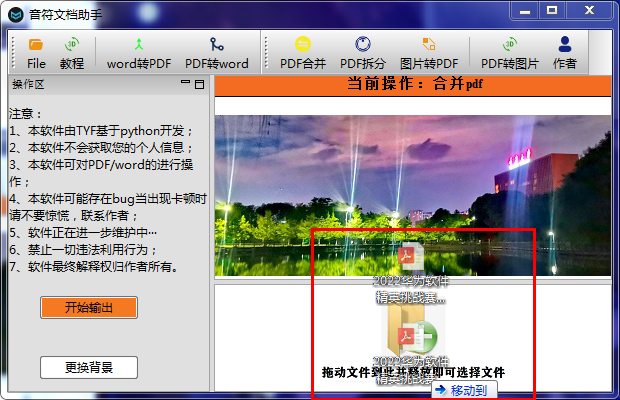 音符文档助手
File 教程 word转PDF PDF转word PDF合并 PDF拆分 图片转PDF PDF转图片 作者
操作区
当前操作：合并pdf
注意：
1、本软件由TYF基于python开发；
2、本软件不会获取您的个人信息；
3、本软件可对PDF/word的进行操
作；
4、本软件可能存在bug当出现卡顿时
请不要惊慌，联系作者；
5、软件正在进一步维护中···
6、禁止一切违法利用行为；
7、软件最终解释权归作者所有。
开始输出
更换背景
2022华为软件
精英挑战赛...
2022华为软件
拖动文件到此并释放即可选择文件
精英挑战赛...
移动到